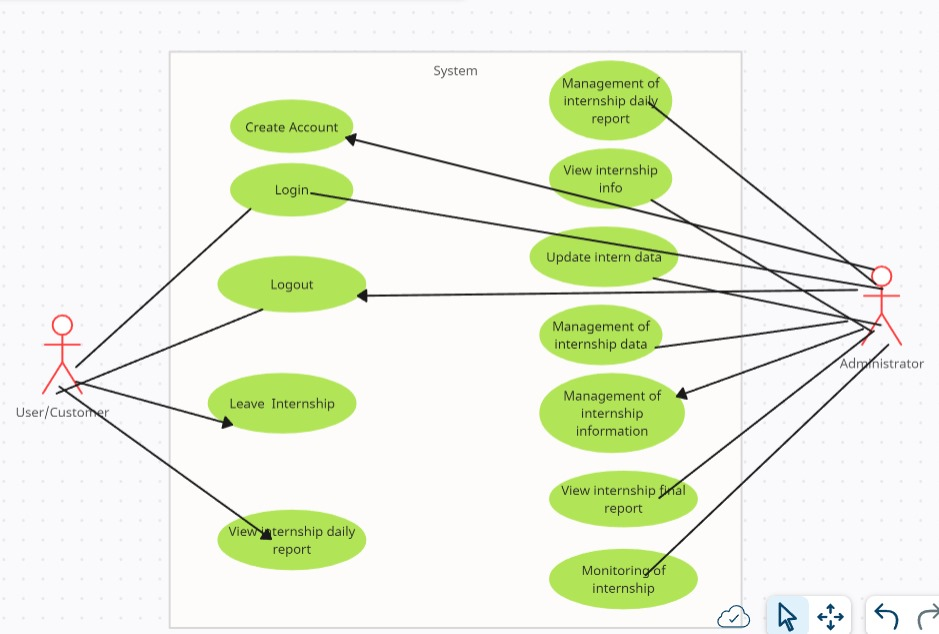 System
Create Account
Login
Logout
Leave  Internship
View internship daily
report
Management of
internship daily
report
View internship
info
Update intern data
Management of
internship data
Management of
internship
information
View internship final
report
Monitoring of
internship
User/Customer
Administrator